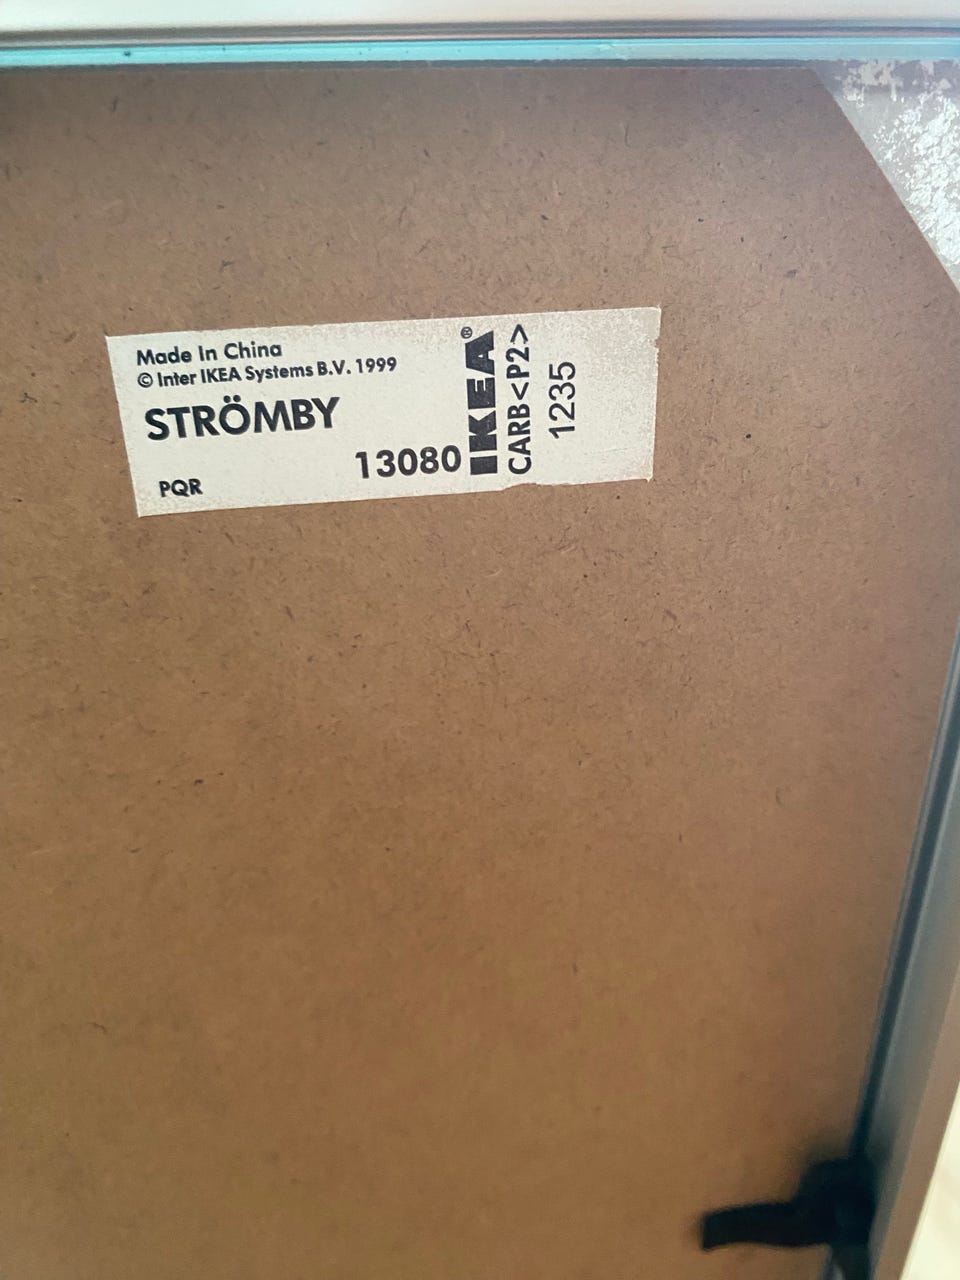 Made In China
© Inter IKEA Systems B.V. 1999
STRÖMBY
13080
PQR
IKEA®
CARB<P2>
1235